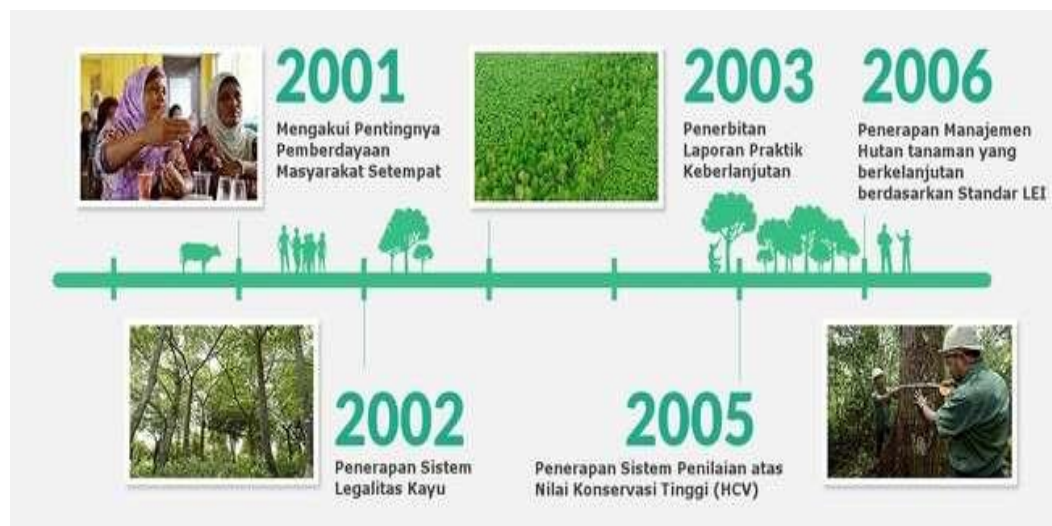 2001
Mengakui Pentingnya
Pemberdayaan
Masyarakat Setempat
2002
Penerapan Sistem
Legalitas Kayu
2003
Penerbitan
Laporan Praktik
Keberlanjutan
2005
Penerapan Sistem Penilaian atas
Nilai Konservasi Tinggi (HCV)
2006
Penerapan Manajemen
Hutan tanaman yang
berkelanjutan
berdasarkan Standar LEI